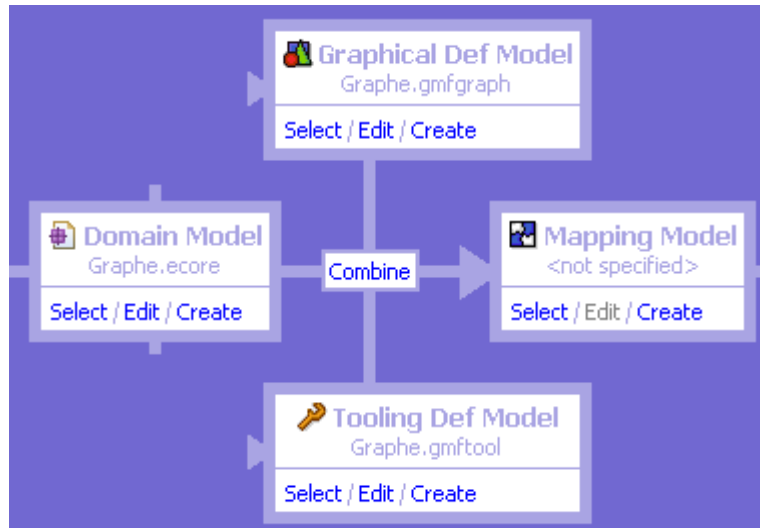 Graphical Def Model
Graphe.gmfgraph
Select / Edit / Create
Domain Model
Graphe.ecore
Select / Edit / Create
Combine
Mapping Model
<not specified>
Select / Edit / Create
Tooling Def Model
Graphe.gmftool
Select / Edit / Create